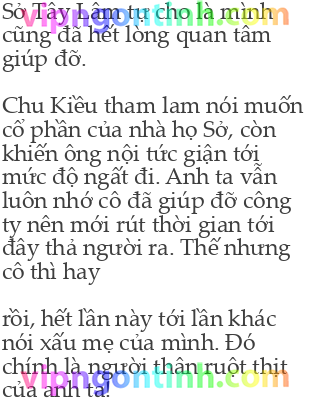 Sở Tây Lâm tự cho là mình
vipngontinh.com
cũng đã hết lòng quan tâm
giúp đỡ.
Chu Kiều tham lam nói muốn
cổ phần của nhà họ Sở, còn
khiến ông nội tức giận tới
mức độ ngất đi. Anh ta vẫn
luôn nhớ cô đã giúp đỡ công
ty nên mới rút thời gian tới
đây thả người ra. Thế nhưng
cô thì hay
rồi, hết lần này tới lần khác
nói xấu mẹ của mình. Đó
chính là người thân ruột thịt
vipngontinh.com
của anh ta!